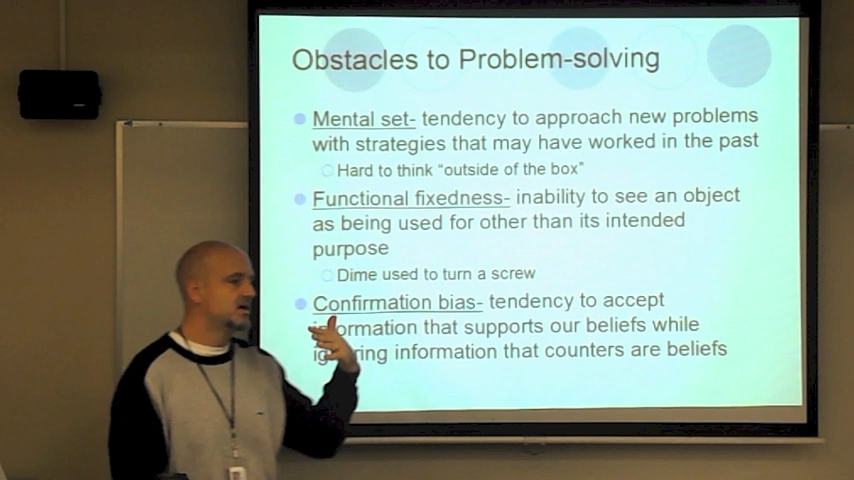 Obstacles to Problem-solving
Mental set- tendency to approach new problems
with strategies that may have worked in the past
Hard to think “outside of the box”
Functional fixedness- inability to see an object
as being used for other than its intended
purpose
Dime used to turn a screw
Confirmation bias- tendency to accept
information that supports our beliefs while
ignoring information that counters are beliefs